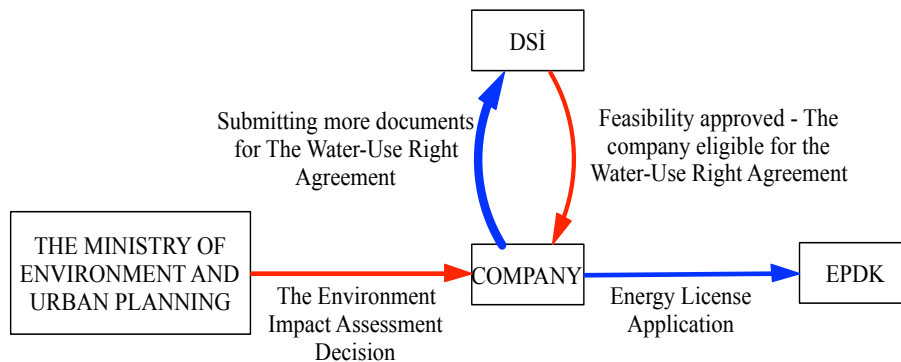 DSİ
Submitting more documents
for The Water-Use Right
Agreement
Feasibility approved - The
company eligible for the
Water-Use Right Agreement
THE MINISTRY OF
ENVIRONMENT AND
URBAN PLANNING
COMPANY
EPDK
The Environment
Impact Assessment
Decision
Energy License
Application